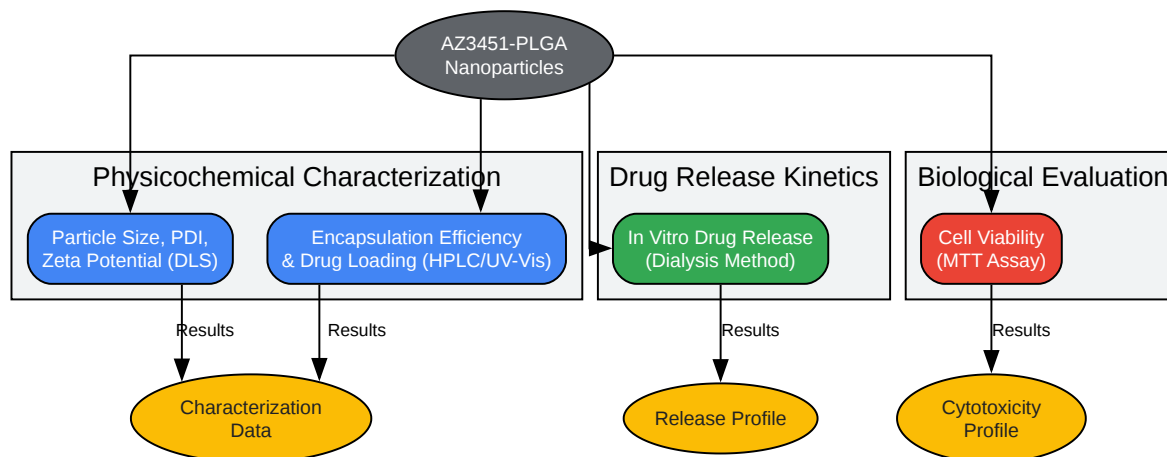 AZ3451-PLGA
Nanoparticles
Physicochemical Characterization
Drug Release Kinetics
Biological Evaluation
Particle Size, PDI,
Zeta Potential (DLS)
Encapsulation Efficiency
& Drug Loading (HPLC/UV-Vis)
In Vitro Drug Release
(Dialysis Method)
Cell Viability
(MTT Assay)
Results
Results
Results
Results
Characterization
Data
Release Profile
Cytotoxicity
Profile